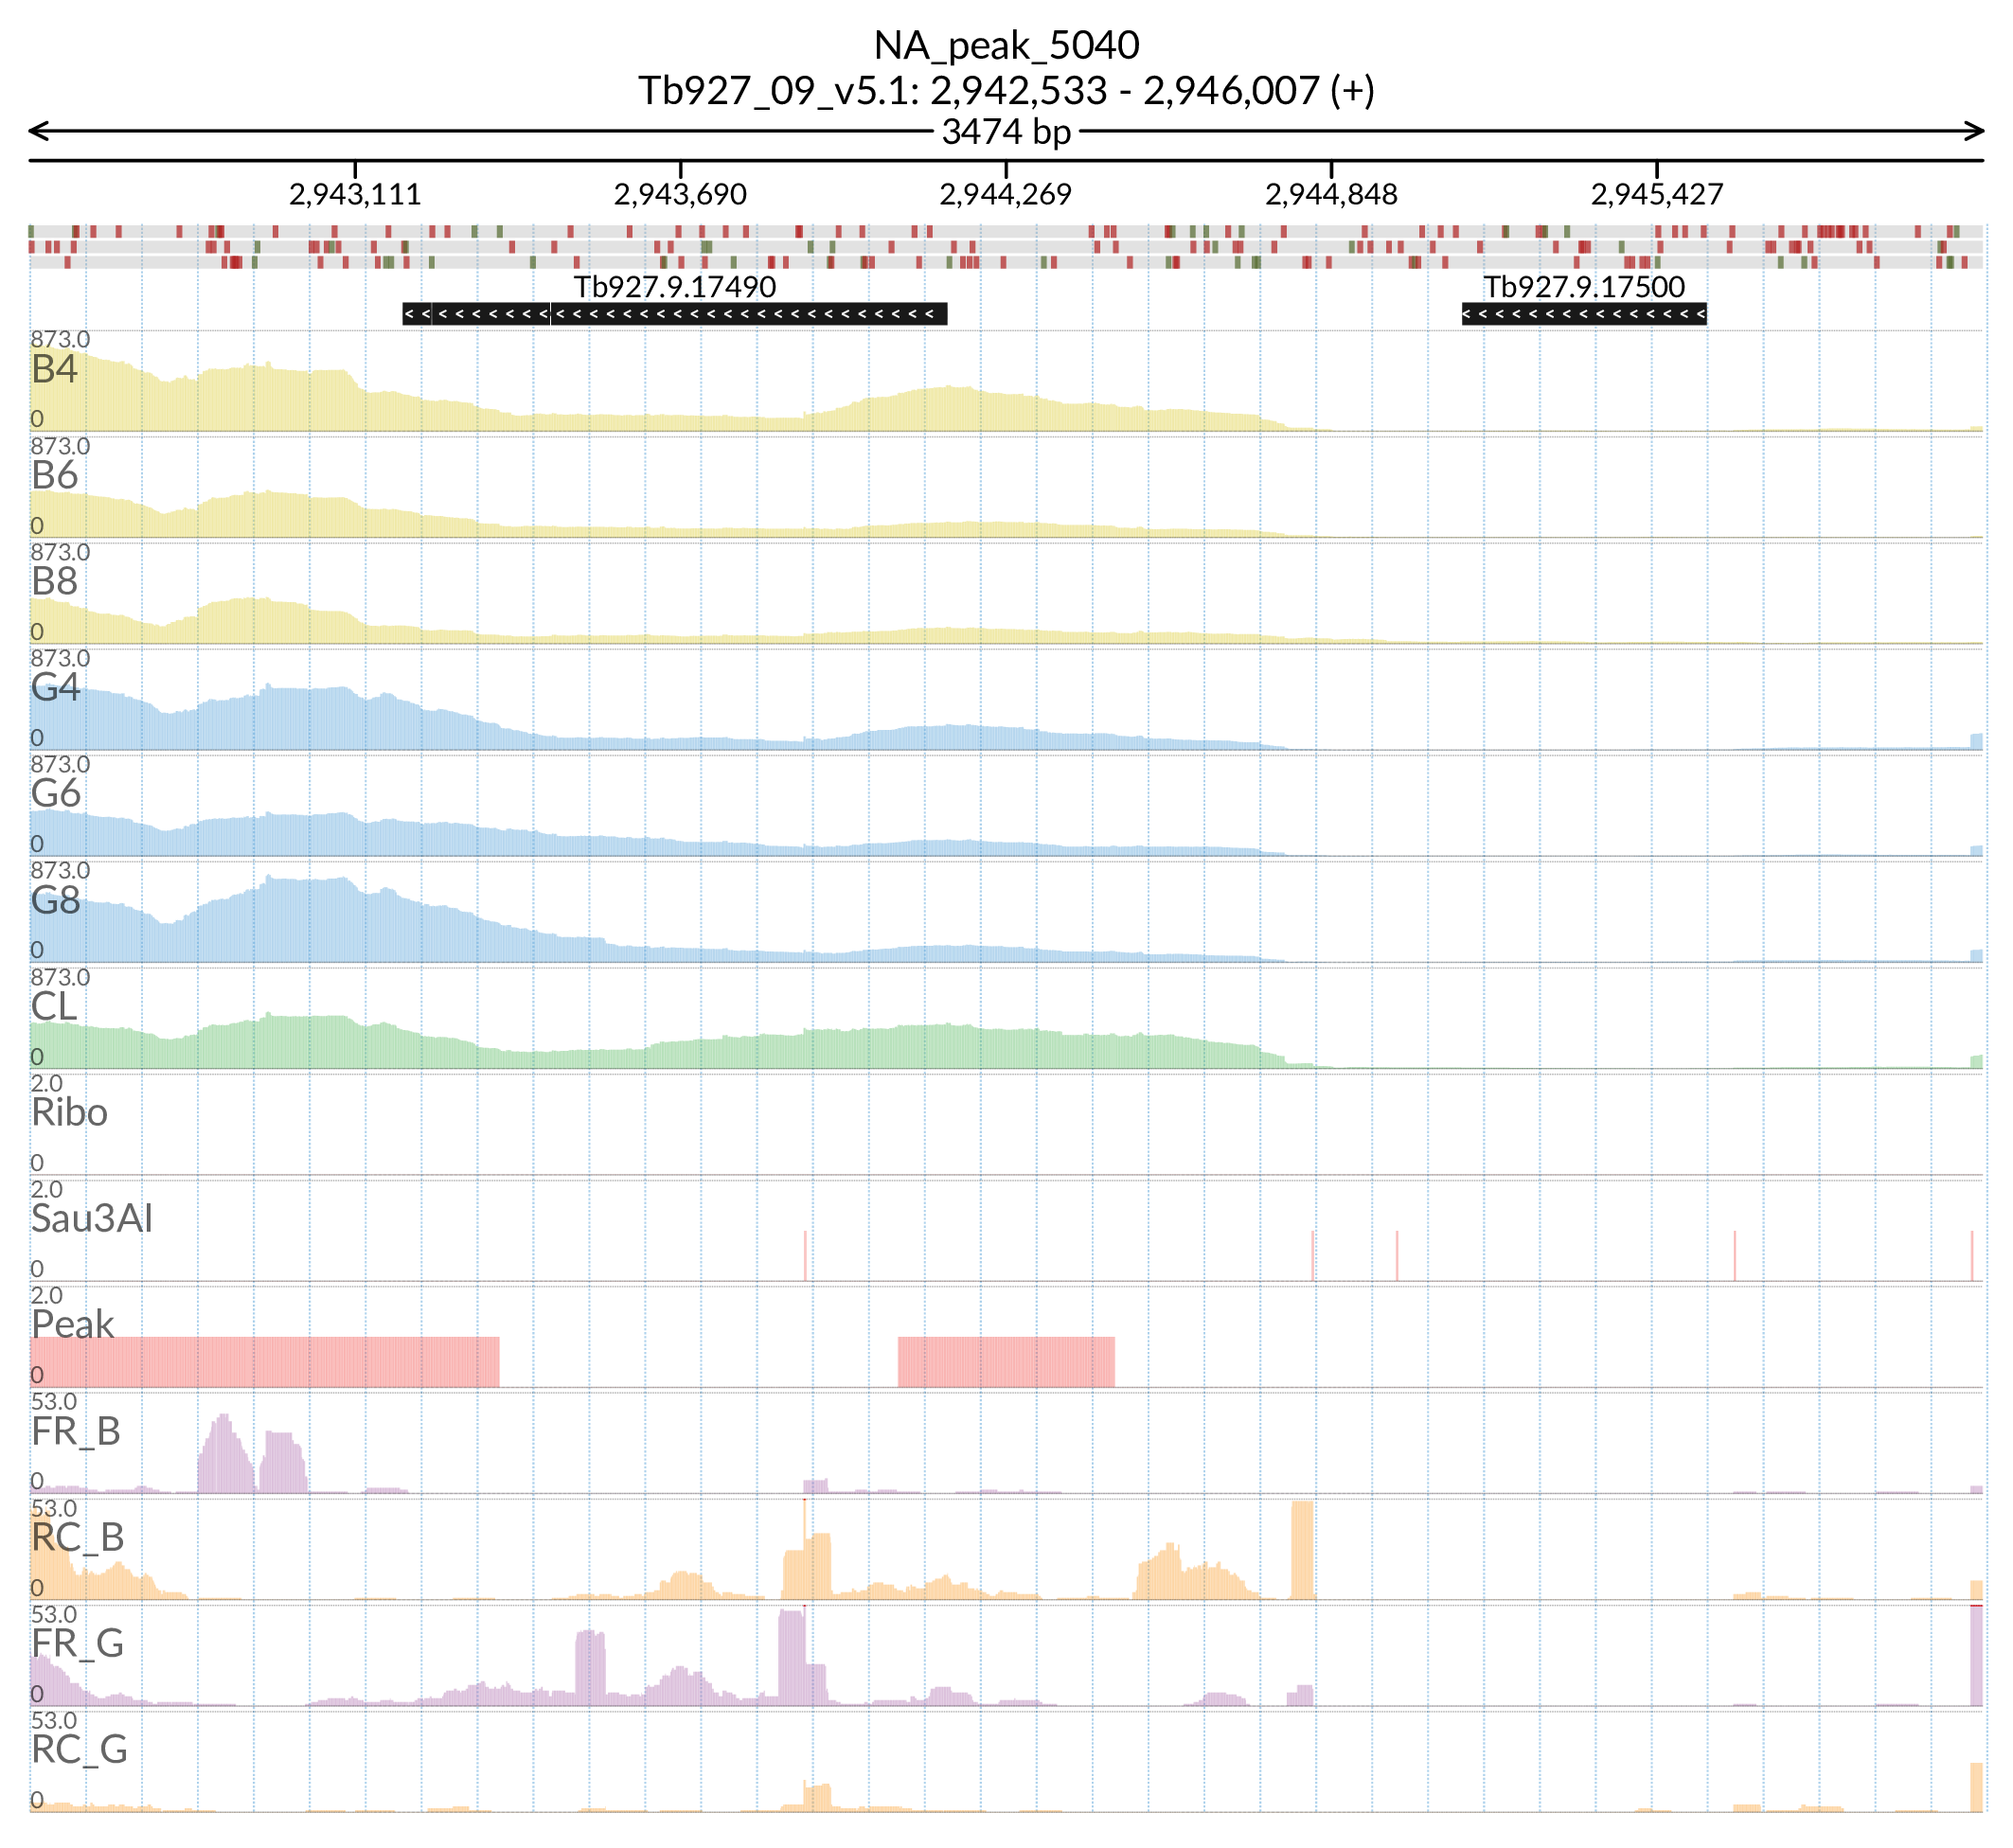 NA_peak_5040
Tb927_09_v5.1: 2,942,533 - 2,946,007 (+)
3474 bp
2,943,111 2,943,690 2,944,269 2,944,848 2,945,427
Tb927.9.17490 Tb927.9.17500
873.0
B4
0
873.0
B6
0
873.0
B8
0
873.0
G4
0
873.0
G6
0
873.0
G8
0
873.0
CL
0
2.0
Ribo
0
2.0
Sau3AI
0
2.0
Peak
0
53.0
FR_B
0
53.0
RC_B
0
53.0
FR_G
0
53.0
RC_G
0